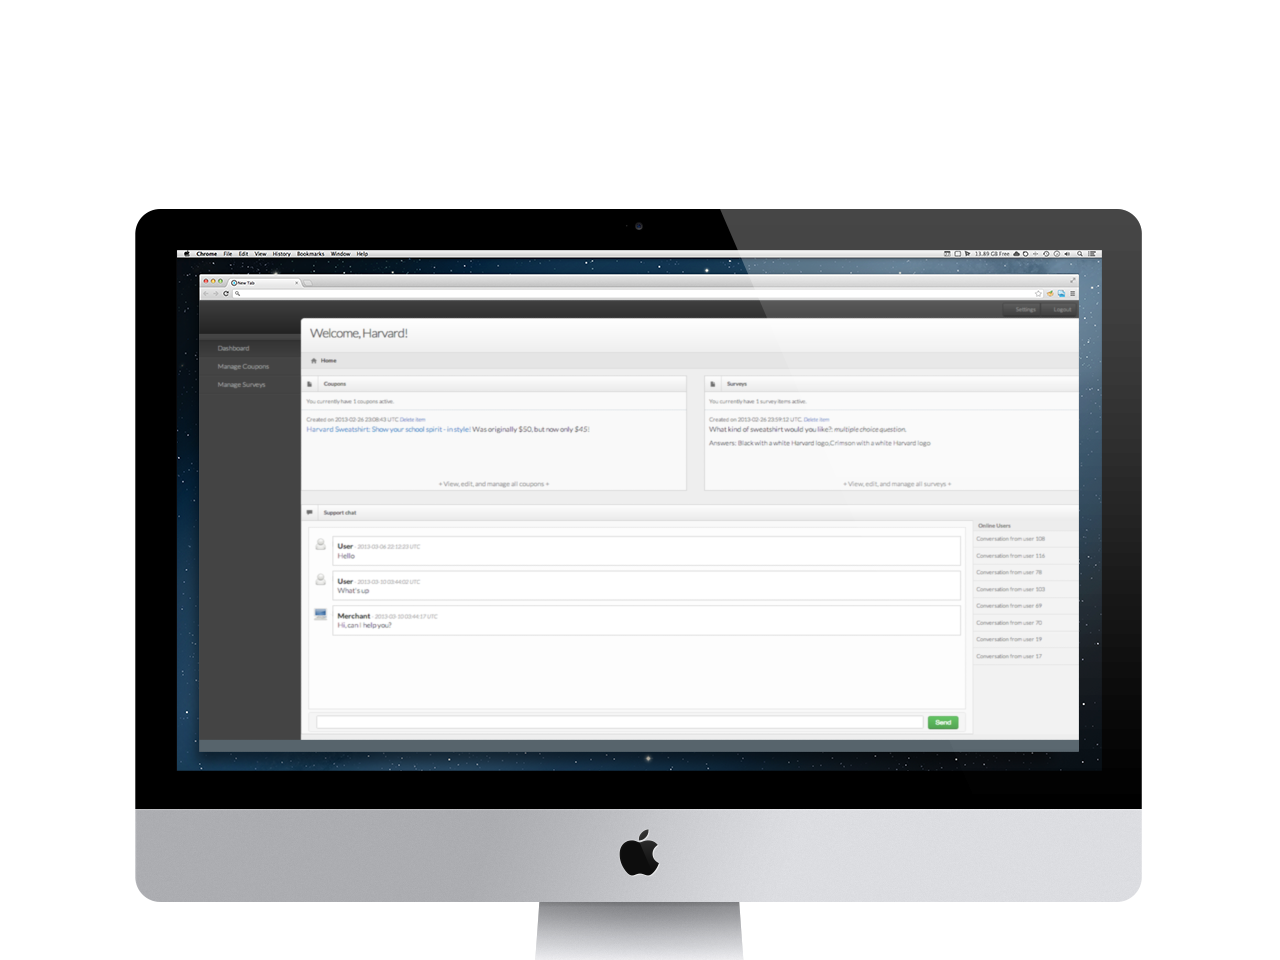 Chrome File Edit View History Bookmarks Window Help
13.89 GB Free
New Tab
Settings Logout
Welcome, Harvard!
Dashboard
Manage Coupons
Manage Surveys
Home
Coupons
You currently have 1 coupons active.
Created on 2013-02-26 23:08:43 UTC. Delete item
Harvard Sweatshirt: Show your school spirit - in style! Was originally $50, but now only $45!
+ View, edit, and manage all coupons +
Surveys
You currently have 1 survey items active.
Created on 2013-02-26 23:59:12 UTC. Delete item
What kind of sweatshirt would you like?: multiple choice question.
Answers: Black with a white Harvard logo,Crimson with a white Harvard logo
+ View, edit, and manage all surveys +
Support chat
User - 2013-03-06 22:12:23 UTC
Hello
User - 2013-03-10 03:44:02 UTC
What's up
Merchant - 2013-03-10 03:44:17 UTC
Hi, can I help you?
Send
Online Users
Conversation from user 108
Conversation from user 116
Conversation from user 78
Conversation from user 103
Conversation from user 69
Conversation from user 70
Conversation from user 19
Conversation from user 17